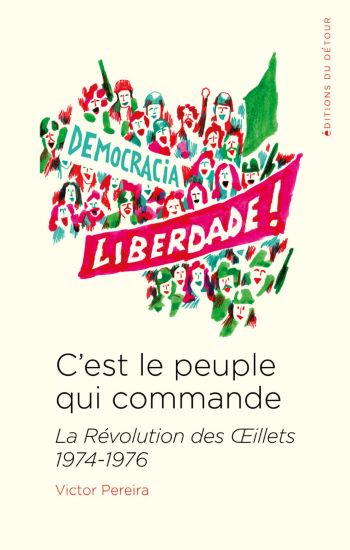 ÉDITIONS DU DÉTOUR
DEMOCRACIA
LIBERDADE!
C'est le peuple
qui commande
La Révolution des Œillets
1974-1976
Victor Pereira